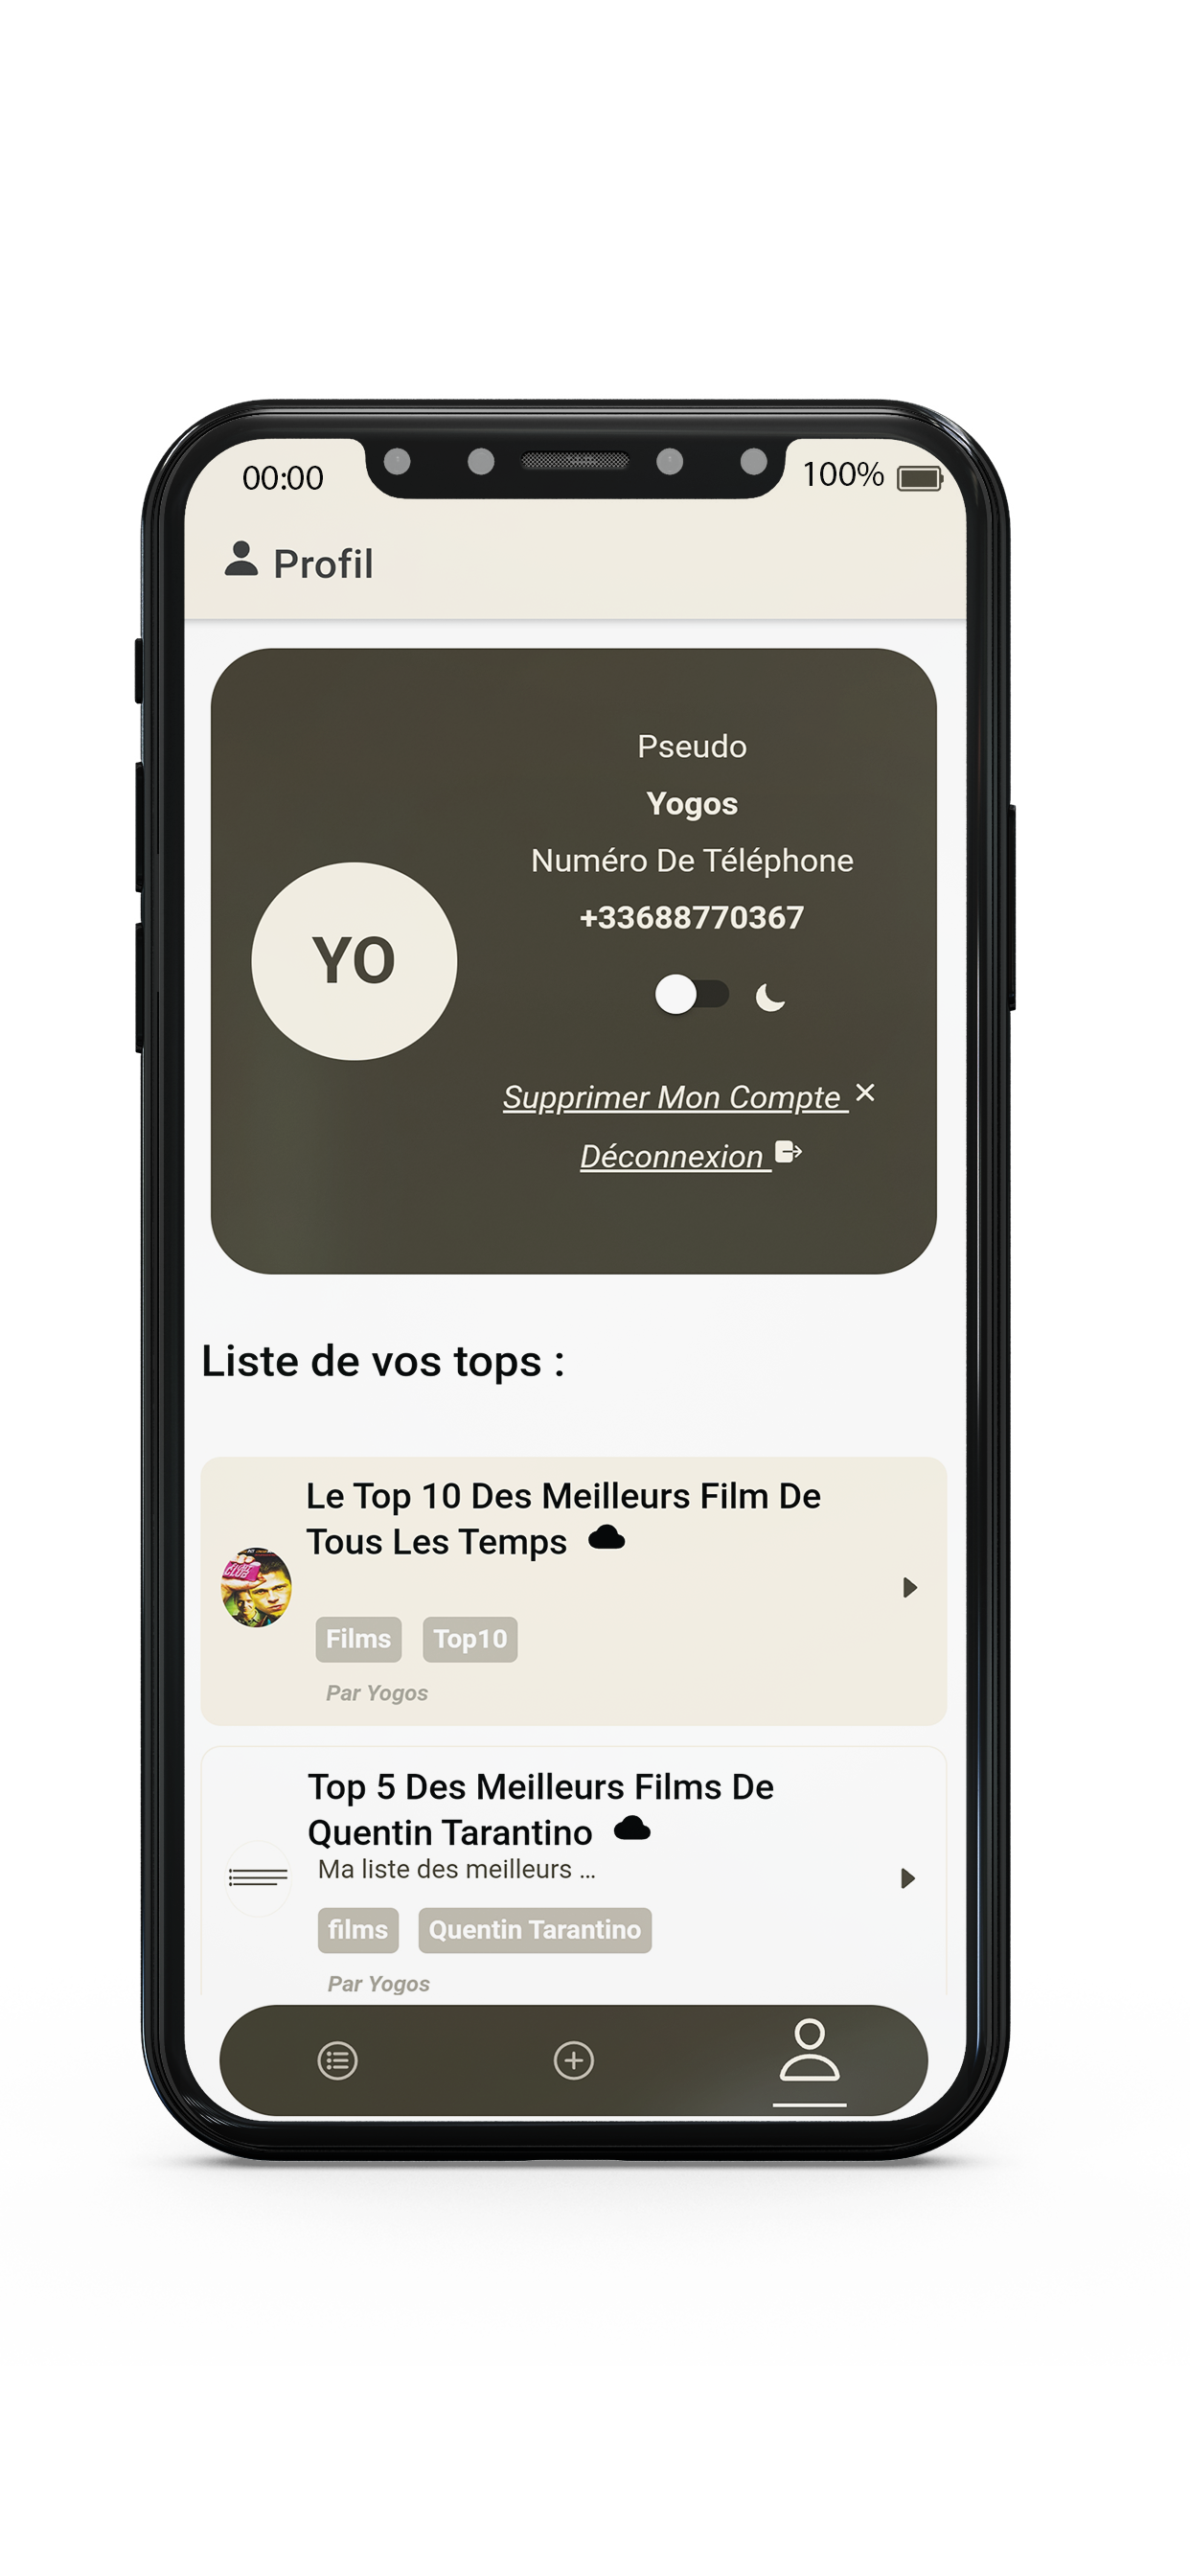 00:00
100%
Profil
Pseudo
Yogos
Numéro De Téléphone
+33688770367
YO
Supprimer Mon Compte
Déconnexion
Liste de vos tops :
Le Top 10 Des Meilleurs Film De
Tous Les Temps
CLUB
Films Top10
Par Yogos
Top 5 Des Meilleurs Films De
Quentin Tarantino
Ma liste des meilleurs ...
films Quentin Tarantino
Par Yogos